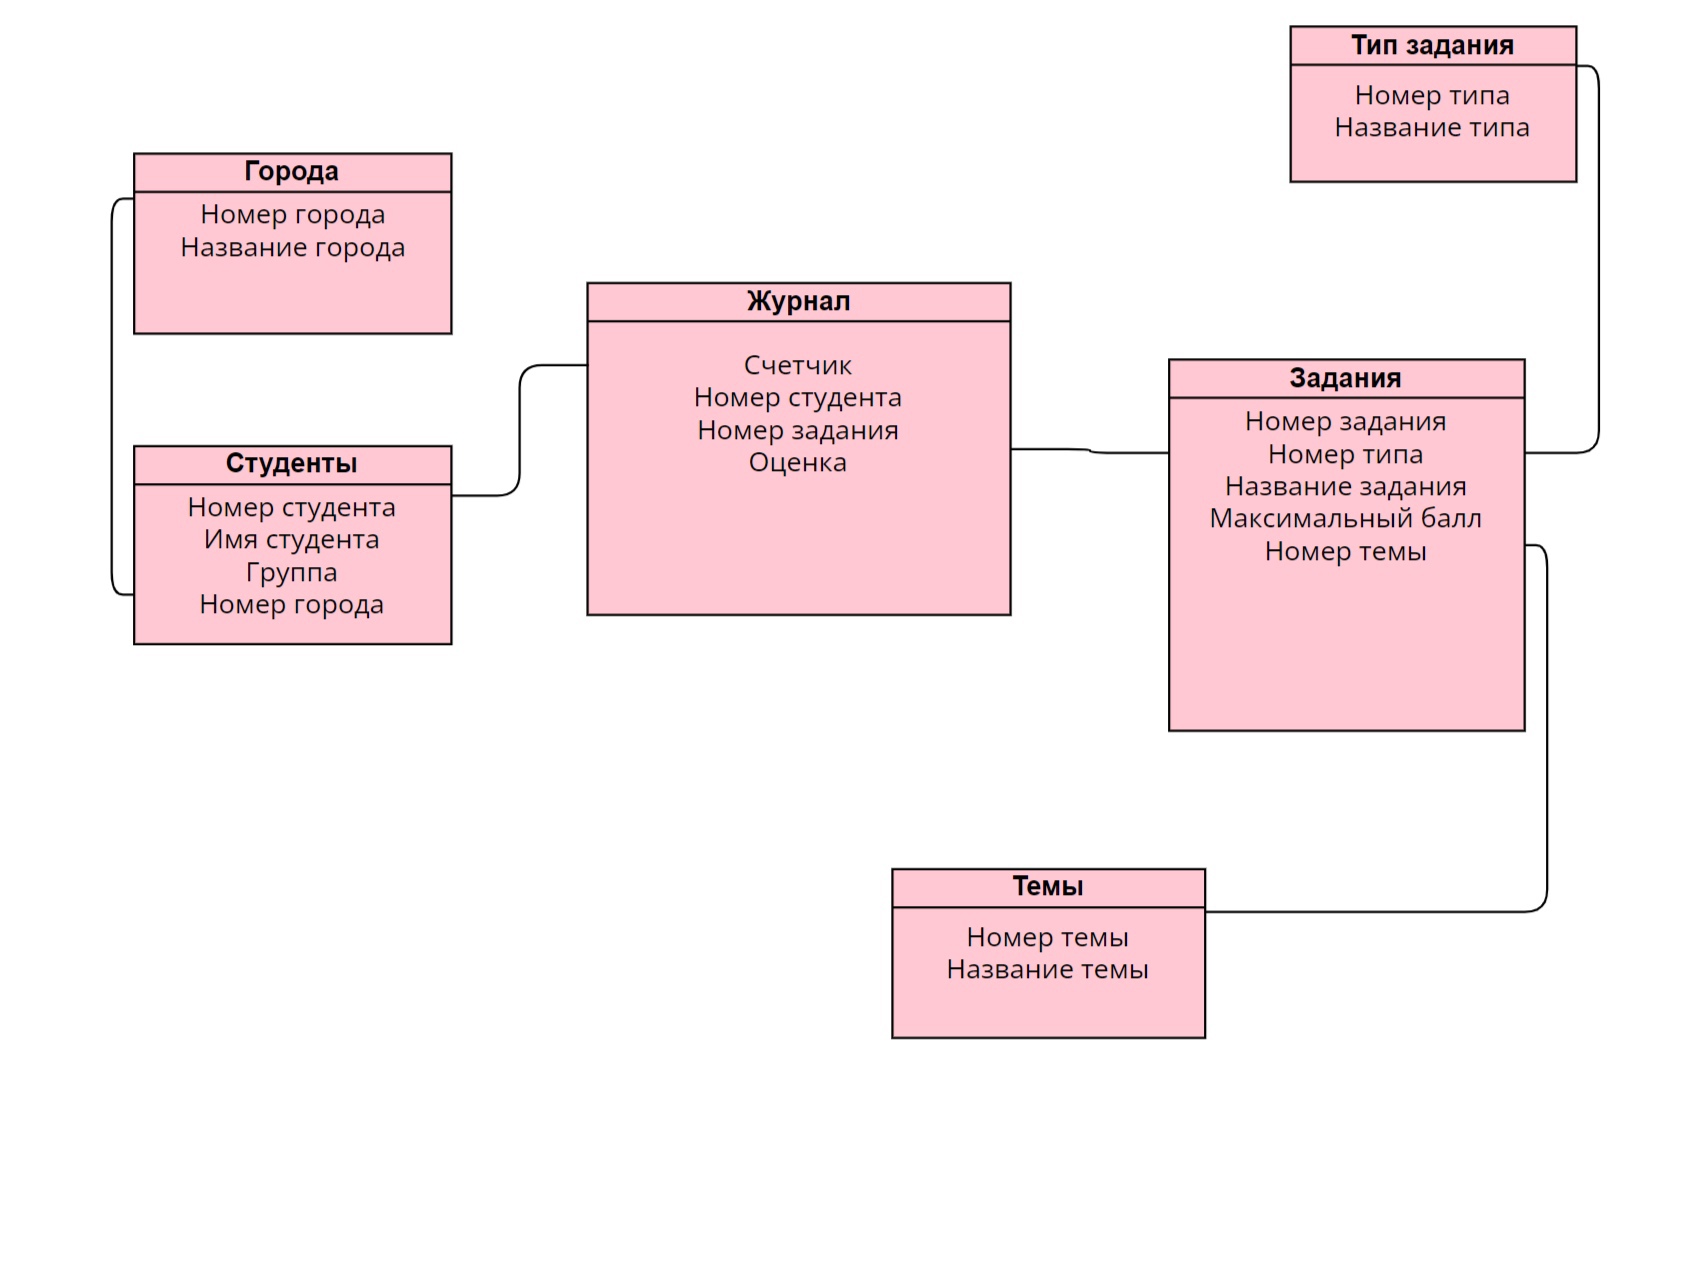 Тип задания
Номер типа
Название типа
Города
Номер города
Название города
Журнал
Счетчик
Номер студента
Номер задания
Оценка
Задания
Номер задания
Номер типа
Название задания
Максимальный балл
Номер темы
Студенты
Номер студента
Имя студента
Группа
Номер города
Темы
Номер темы
Название темы